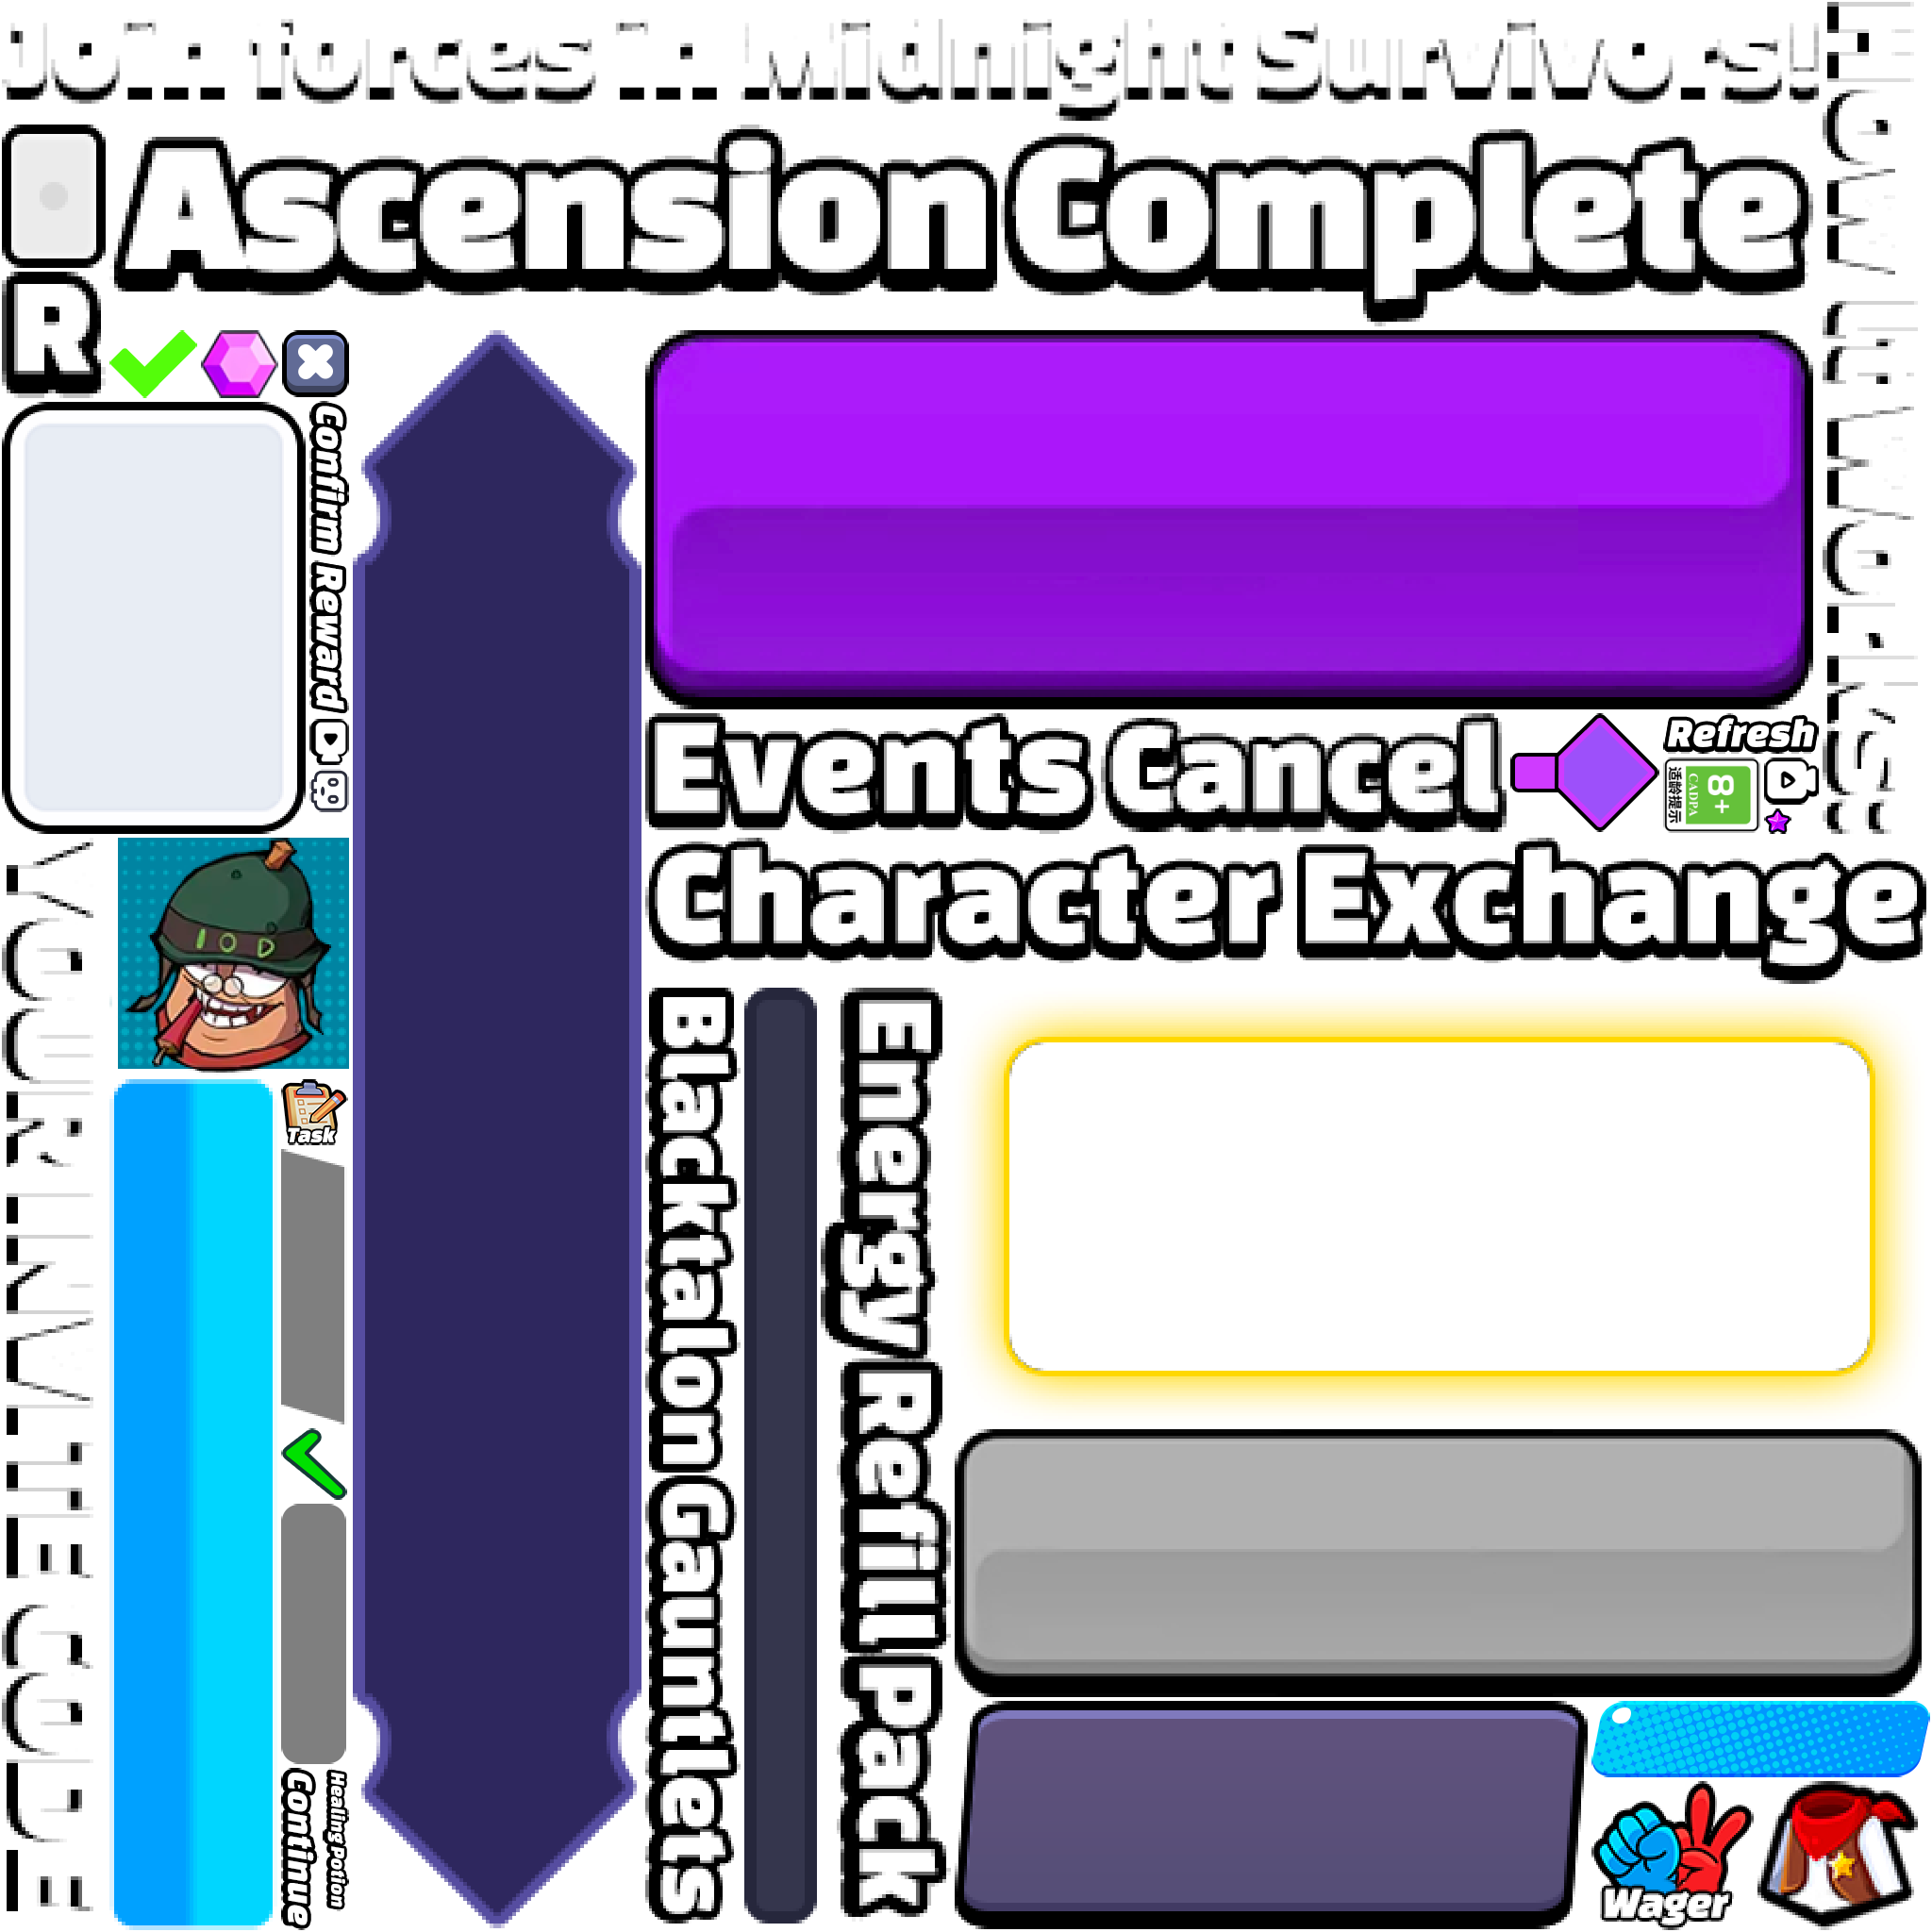 Join forces in Midnight Survivors!
Ascension Complete
R
Confirm Reward
Events
Cancel
Refresh
8+
CADPA
适龄提示
Character Exchange
YOUR INVITE CODE
IOD
Task
Blacktalon Gauntlets
Energy Refill Pack
Healing Potion
Continue
Wager